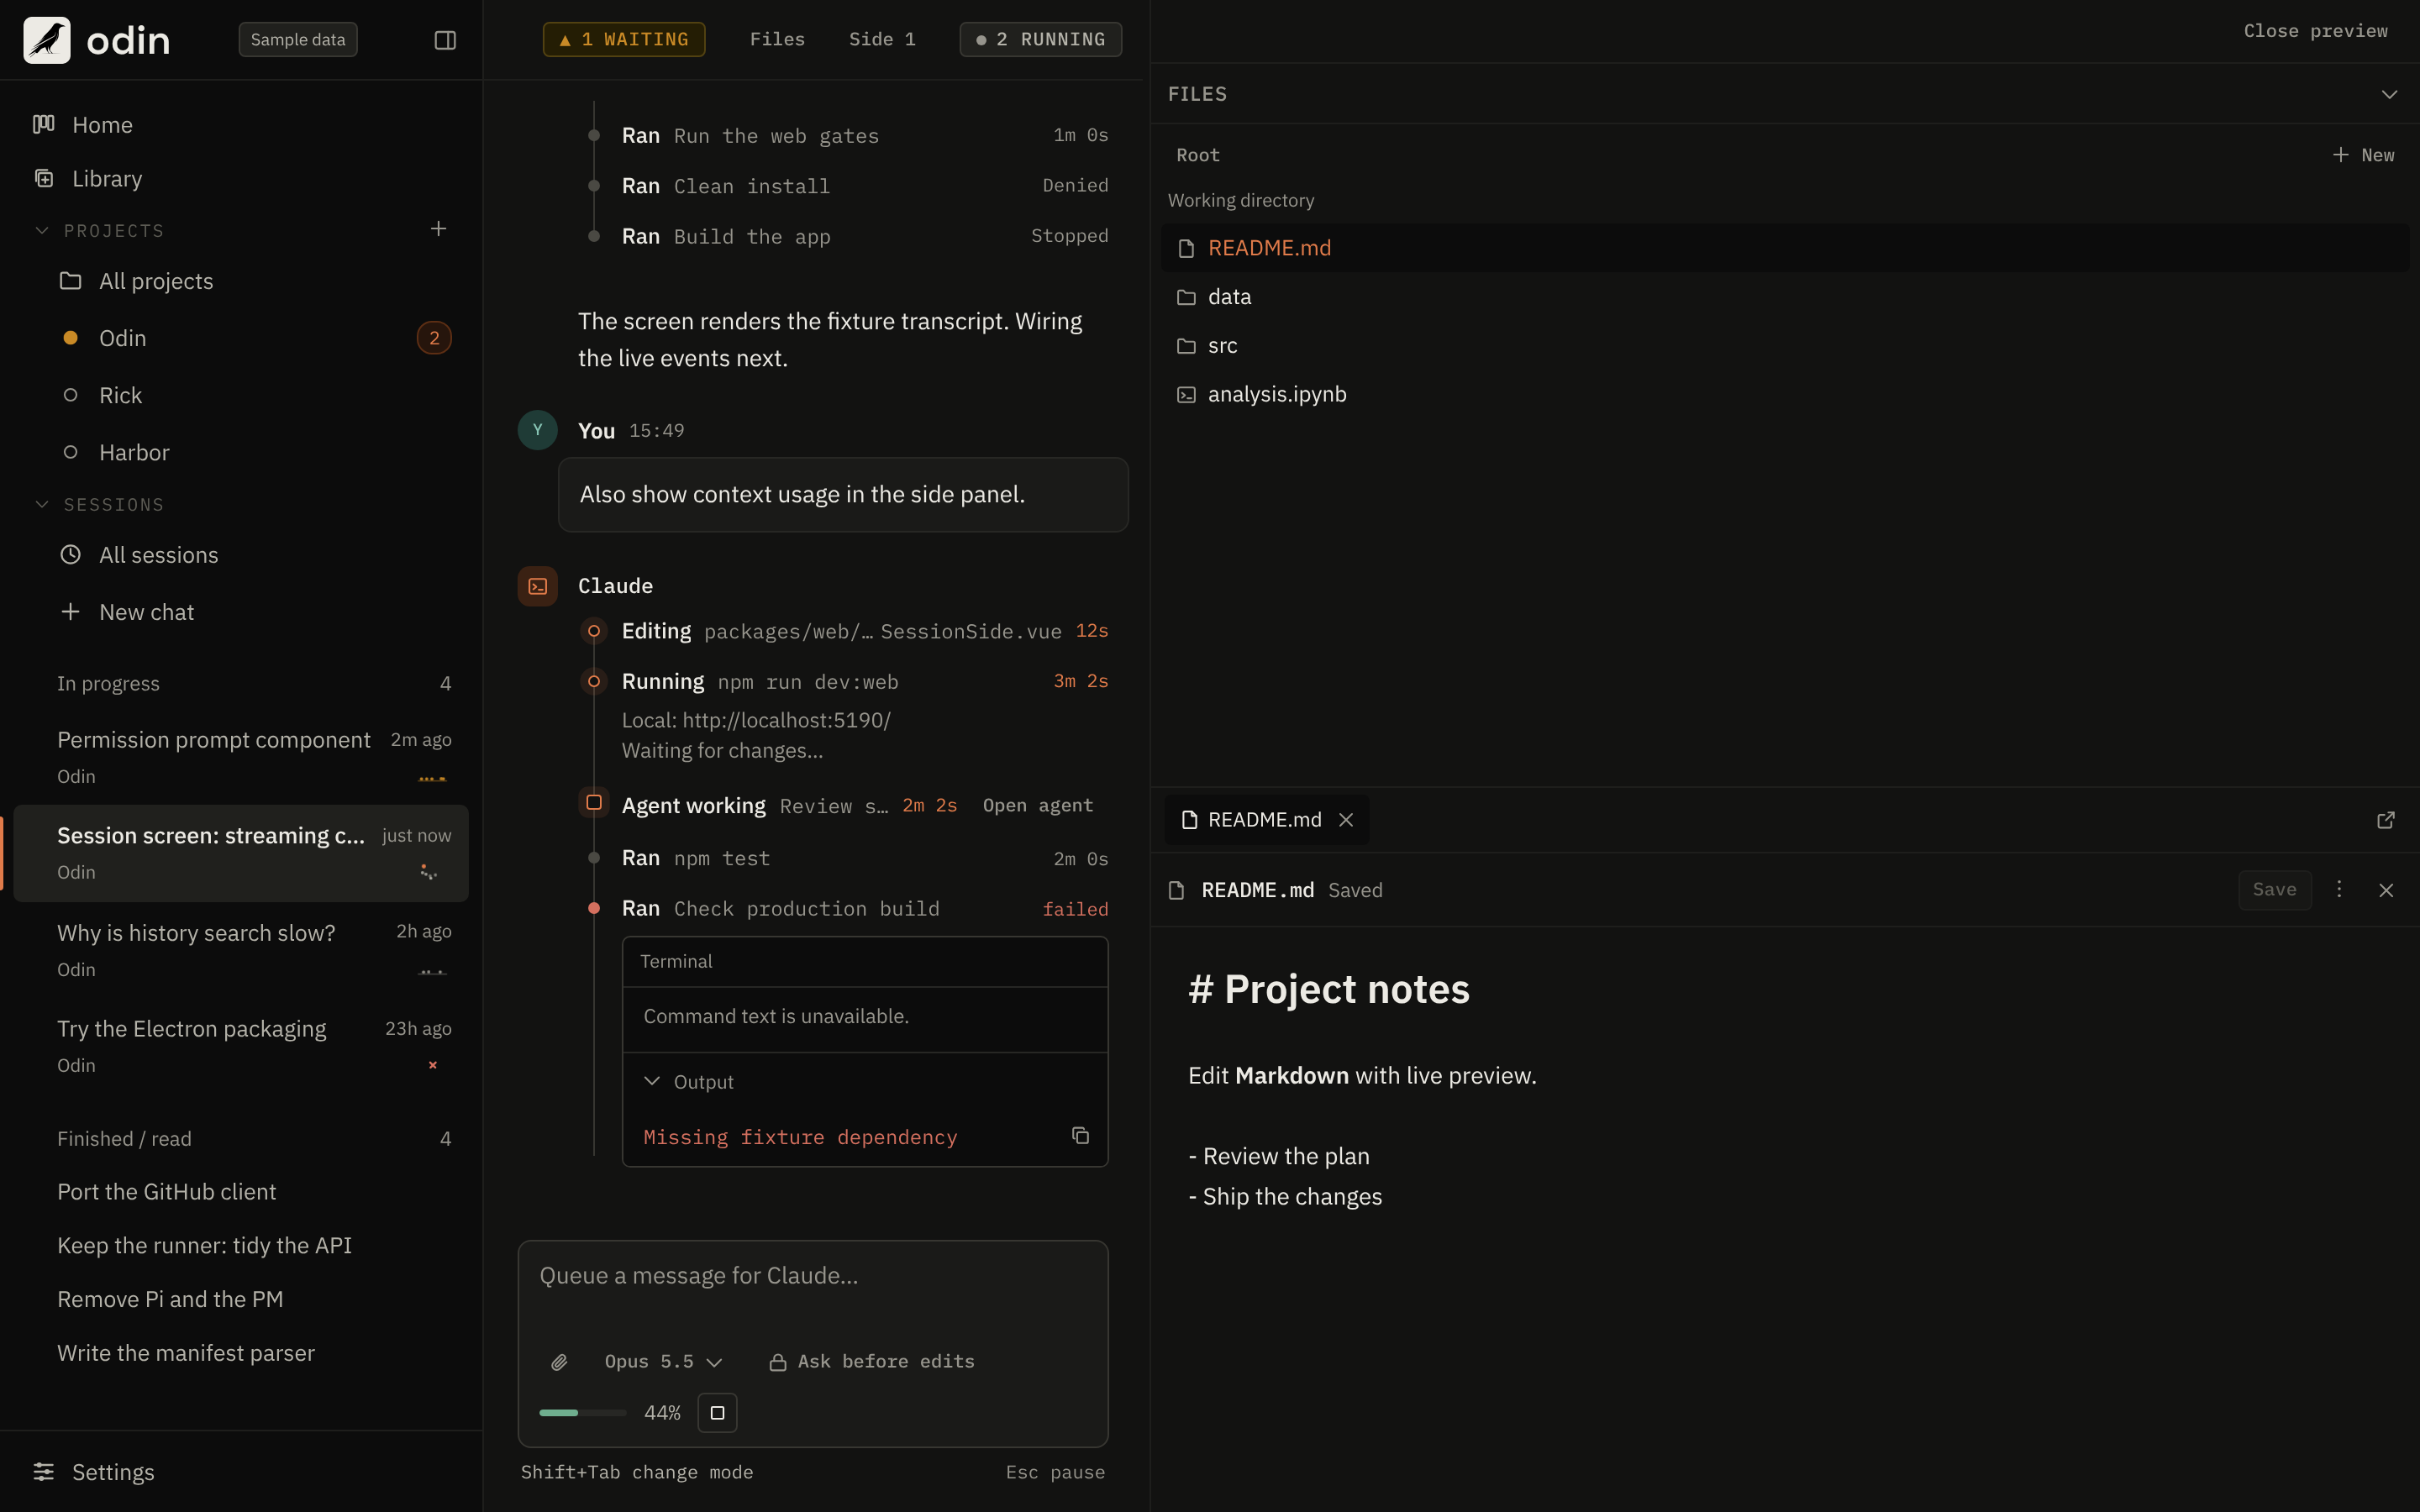 odin
Sample data
Home
Library
PROJECTS
All projects
Odin 2
Rick
Harbor
SESSIONS
All sessions
New chat
In progress 4
Permission prompt component 2m ago
Odin
Session screen: streaming c... just now
Odin
Why is history search slow? 2h ago
Odin
Try the Electron packaging 23h ago
Odin
Finished / read 4
Port the GitHub client
Keep the runner: tidy the API
Remove Pi and the PM
Write the manifest parser
Settings
1 WAITING Files Side 1 2 RUNNING
Ran Run the web gates 1m 0s
Ran Clean install Denied
Ran Build the app Stopped
The screen renders the fixture transcript. Wiring
the live events next.
Y You 15:49
Also show context usage in the side panel.
Claude
Editing packages/web/… SessionSide.vue 12s
Running npm run dev:web 3m 2s
Local: http://localhost:5190/
Waiting for changes...
Agent working Review s… 2m 2s Open agent
Ran npm test 2m 0s
Ran Check production build failed
Terminal
Command text is unavailable.
Output
Missing fixture dependency
Queue a message for Claude...
Opus 5.5 Ask before edits
44%
Shift+Tab change mode Esc pause
Close preview
FILES
Root + New
Working directory
README.md
data
src
analysis.ipynb
README.md
README.md Saved Save
# Project notes
Edit Markdown with live preview.
- Review the plan
- Ship the changes